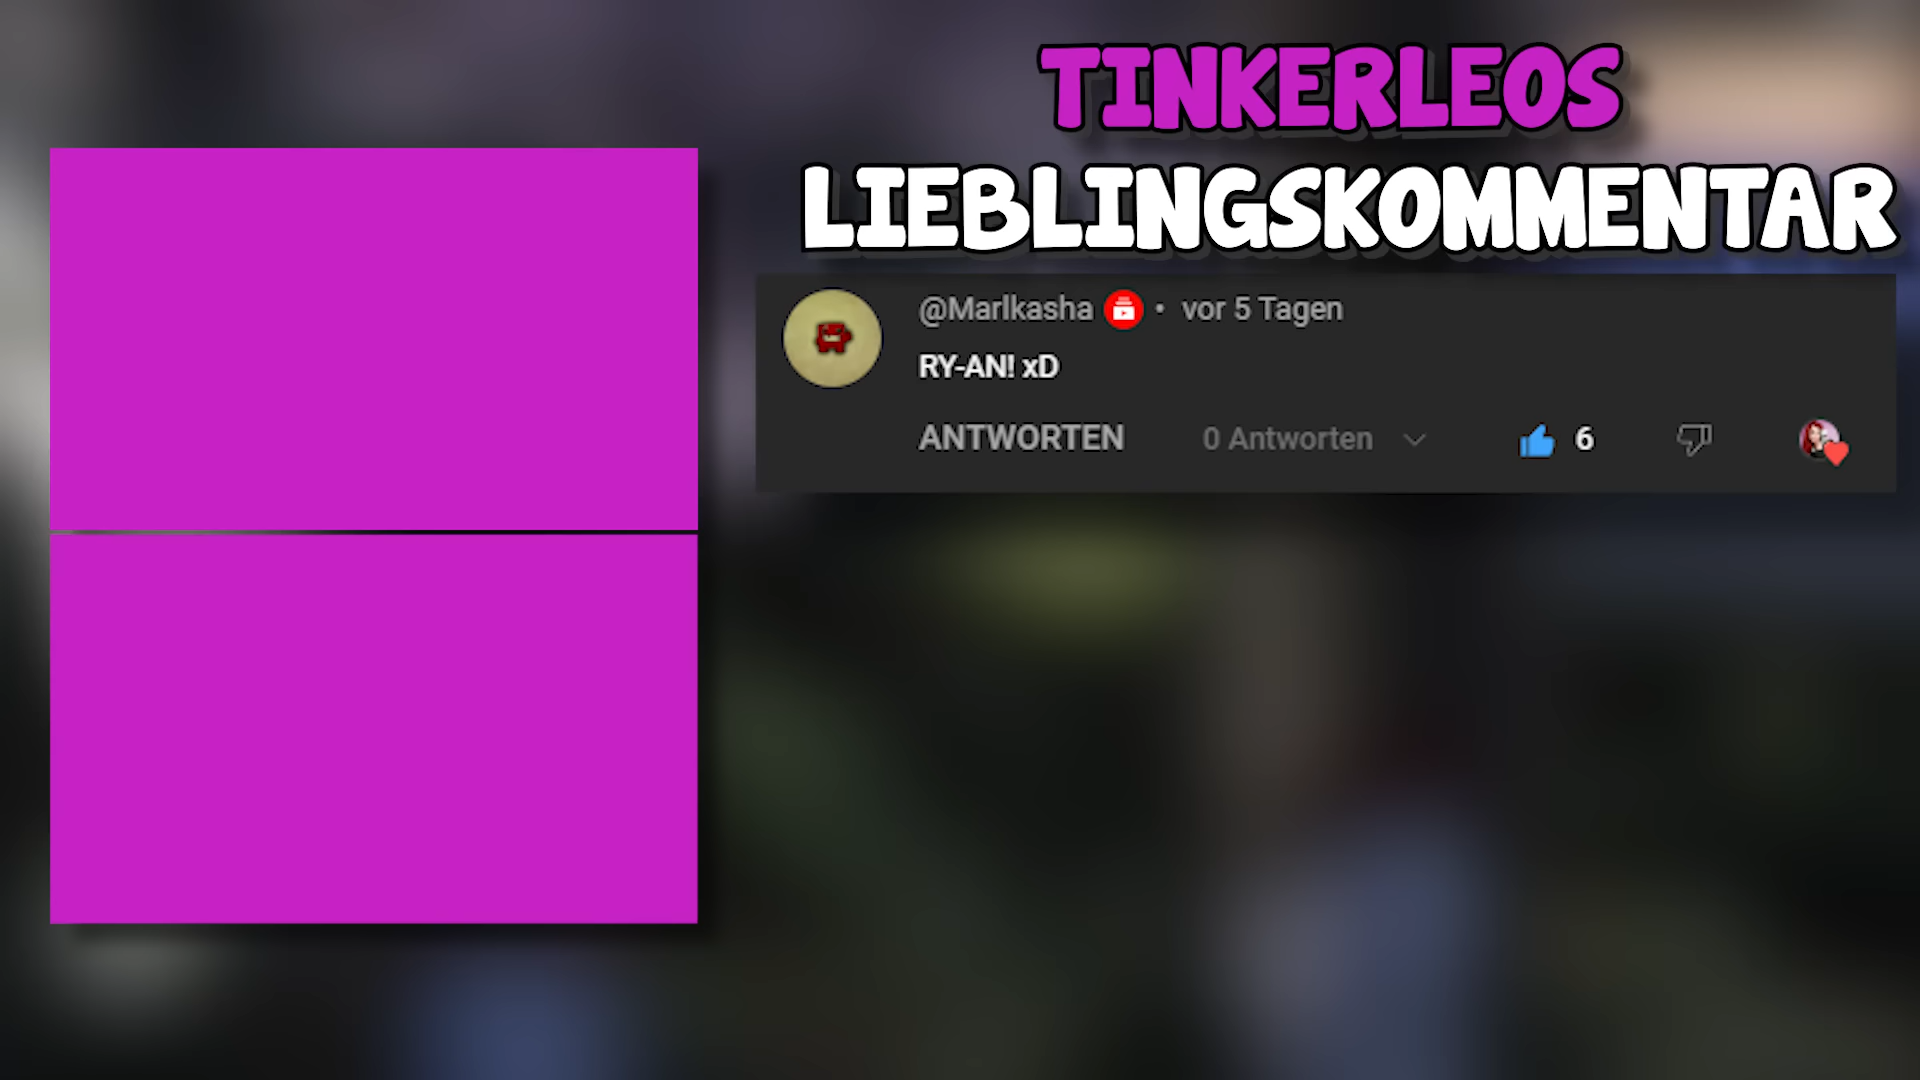 TINKERLEOS
LIEBLINGSKOMMENTAR
@Marlkasha • vor 5 Tagen
RY-AN! xD
ANTWORTEN 0 Antworten 6